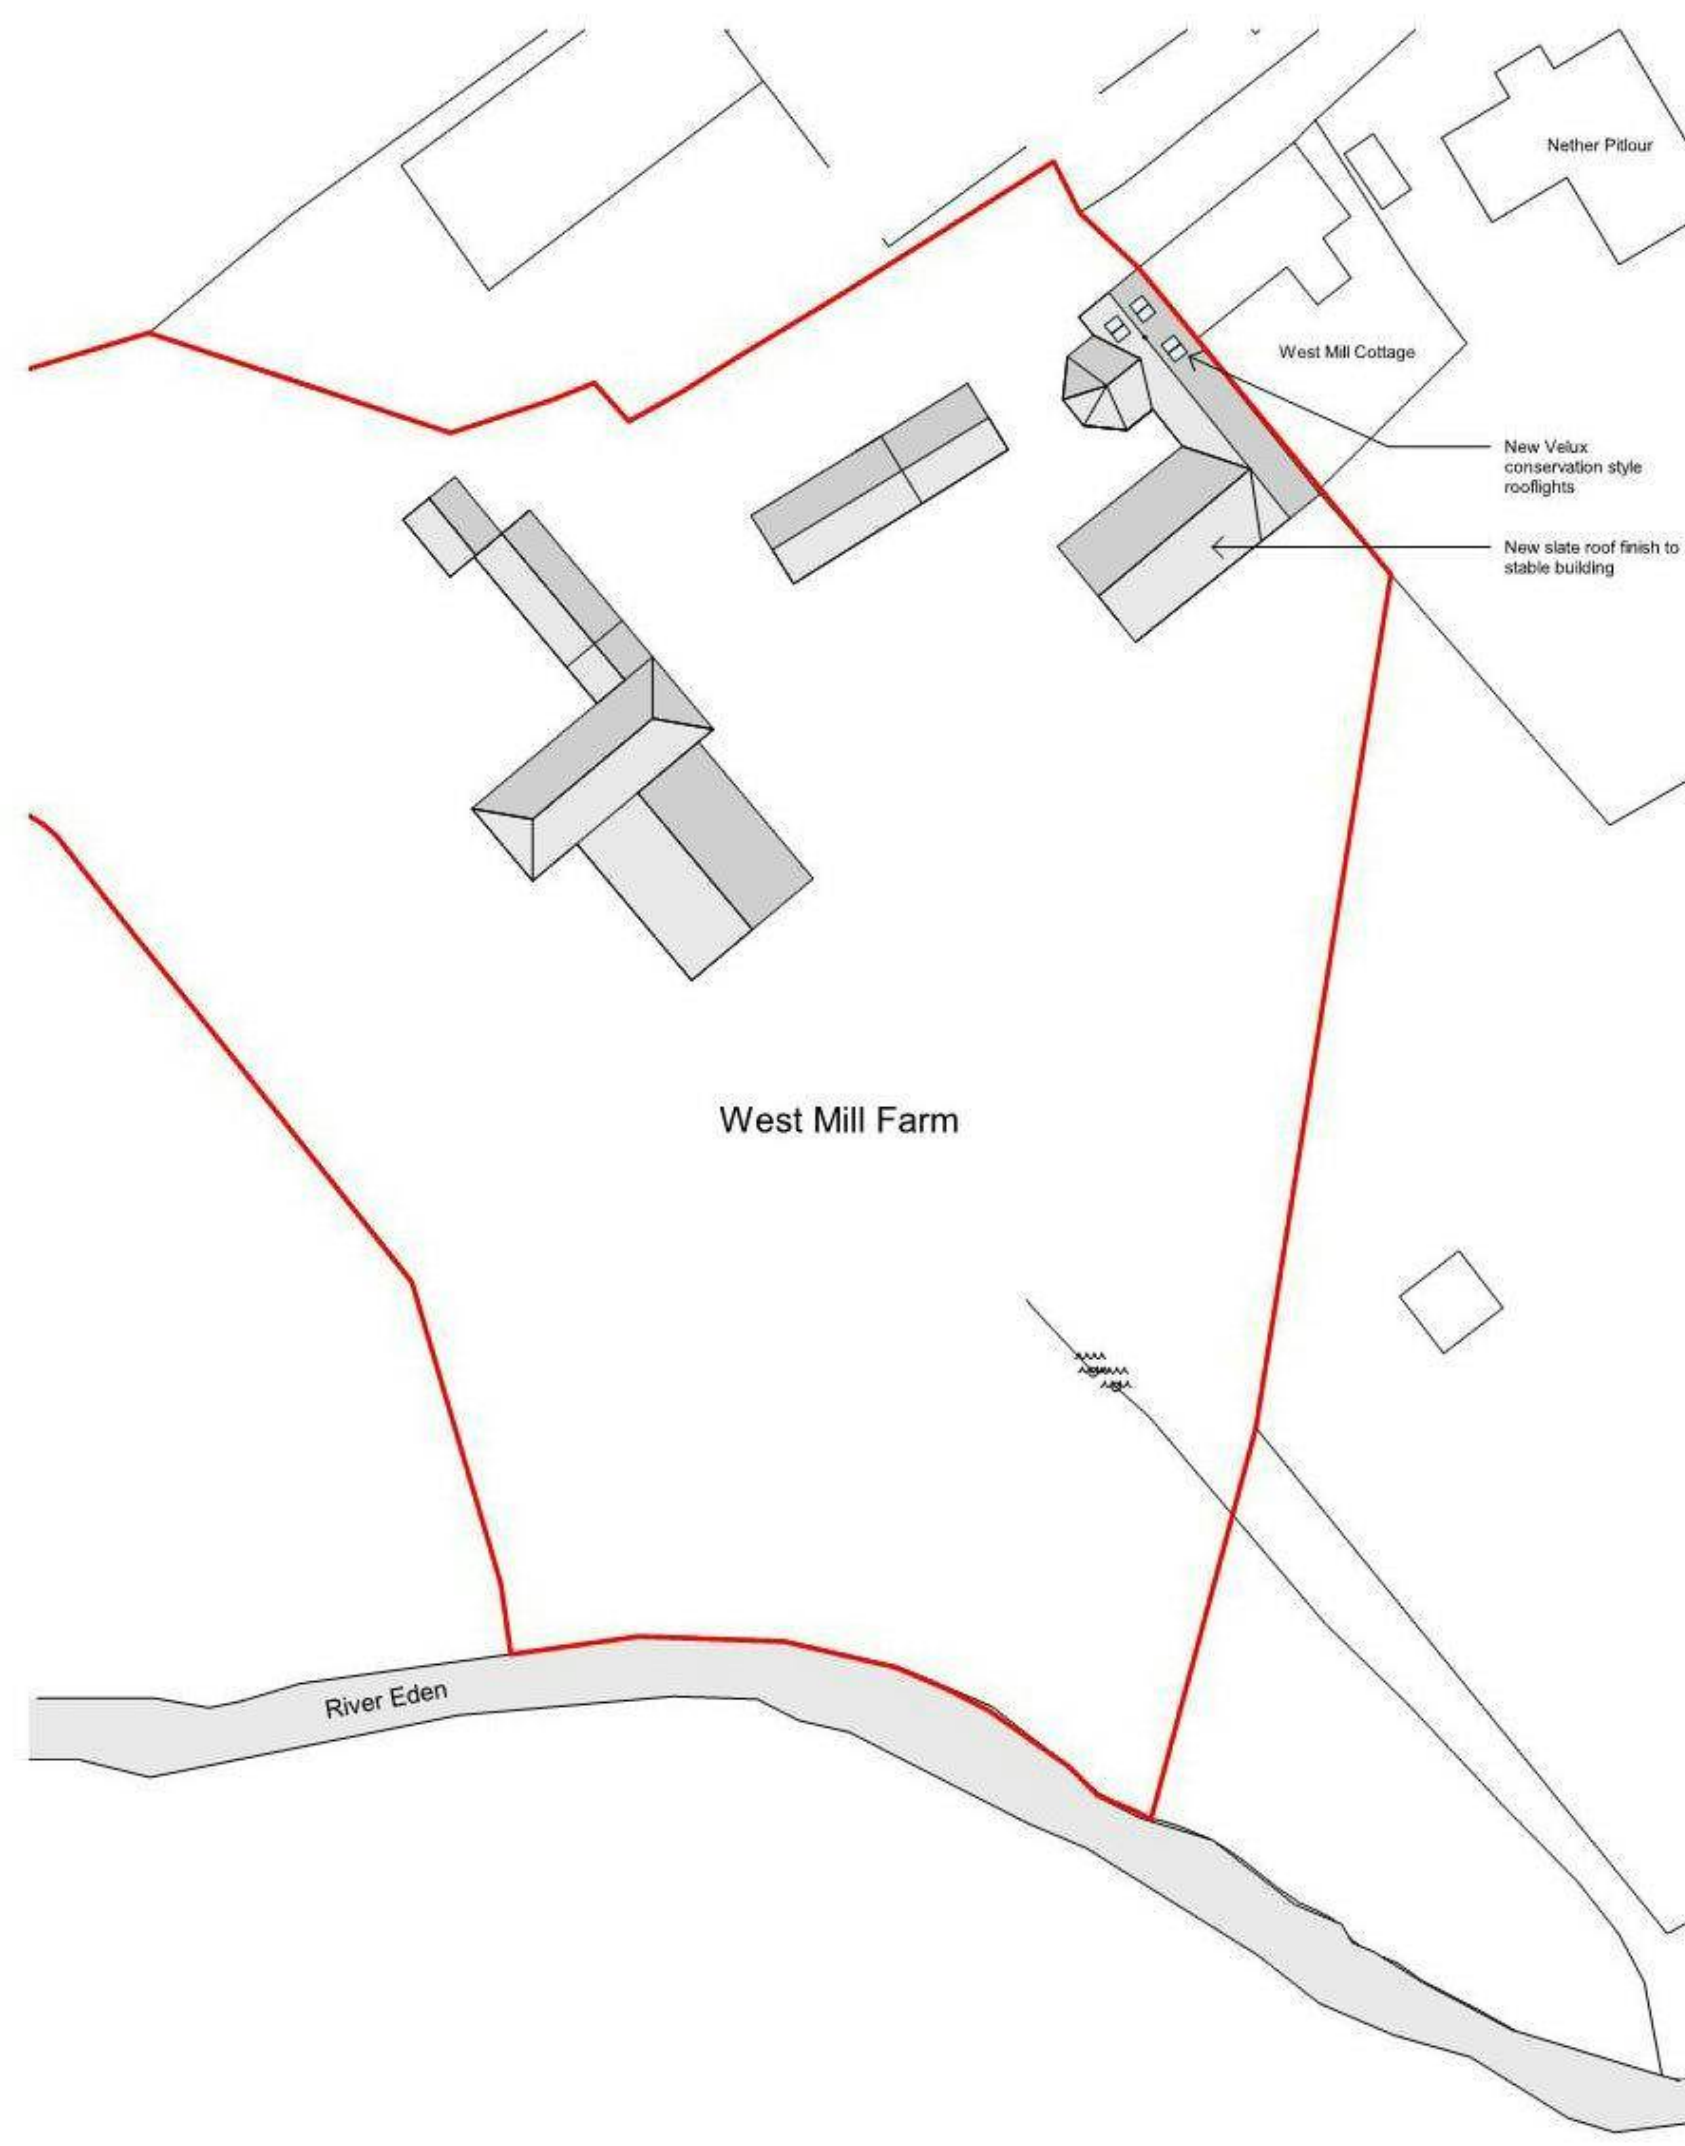 Nether Pitlour
West Mill Cottage
New Velux
conservation style
rooflights
New slate roof finish to
stable building
West Mill Farm
River Eden